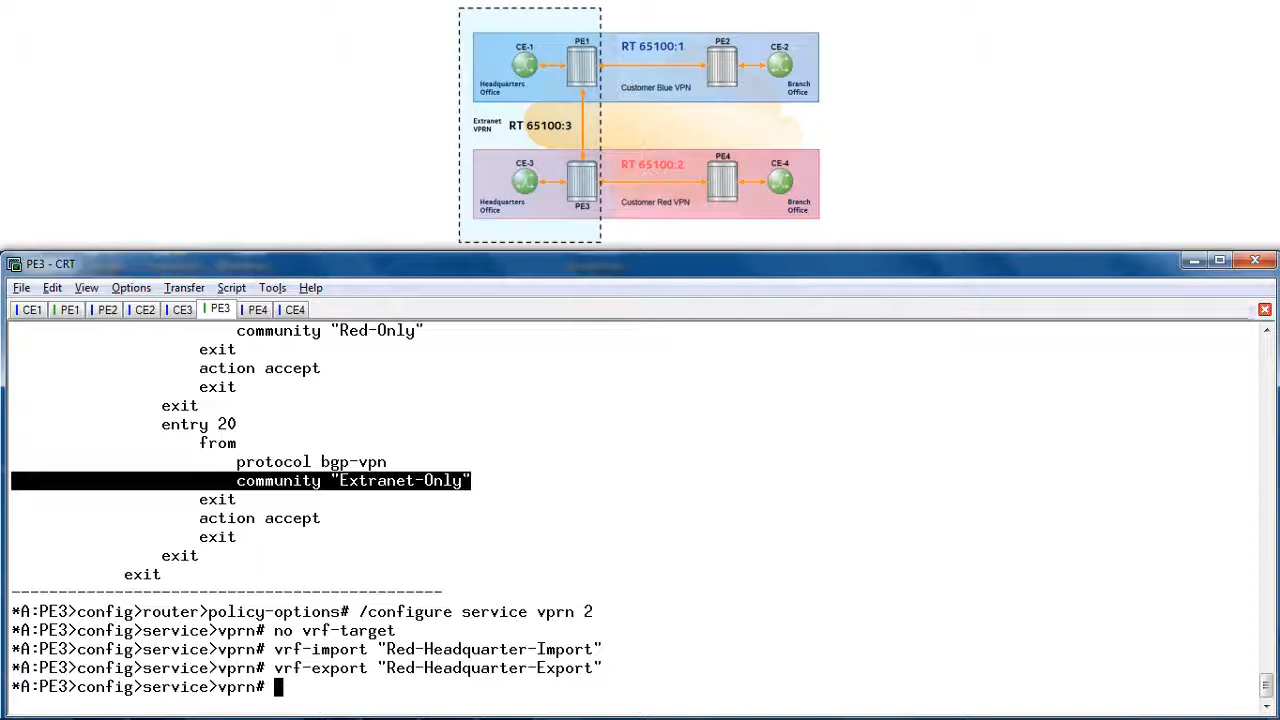 CE-1
PE1
RT 65100:1
PE2
CE-2
Headquarters
Office
Customer Blue VPN
Branch
Office
Extranet
VPRN
RT 65100:3
CE-3
RT 65100:2
PE4
CE-4
Headquarters
Office
PE3
Customer Red VPN
Branch
Office
PE3 - CRT
File Edit View Options Transfer Script Tools Help
CE1 PE1 PE2 CE2 CE3 PE3 PE4 CE4
community "Red-Only"
exit
action accept
exit
exit
entry 20
from
protocol bgp-vpn
community "Extranet-Only"
exit
action accept
exit
exit
exit
----------------------------------------------
*A:PE3>config>router>policy-options# /configure service vprn 2
*A:PE3>config>service>vprn# no vrf-target
*A:PE3>config>service>vprn# vrf-import "Red-Headquarter-Import"
*A:PE3>config>service>vprn# vrf-export "Red-Headquarter-Export"
*A:PE3>config>service>vprn#